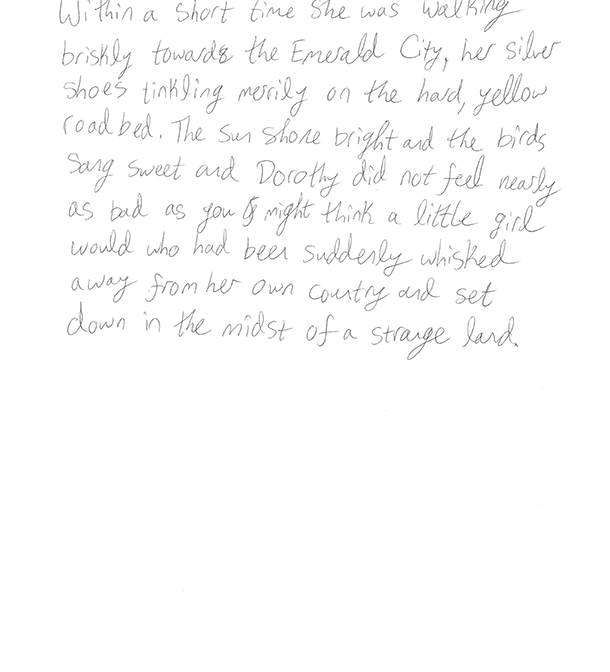 Within a short time she was walking
briskly towards the Emerald City, her silver
shoes tinkling merrily on the hard, yellow
roadbed. The sun shone bright and the birds
sang sweet and Dorothy did not feel nearly
as bad as you might think a little girl
would who had been suddenly whisked
away from her own country and set
down in the midst of a strange land.